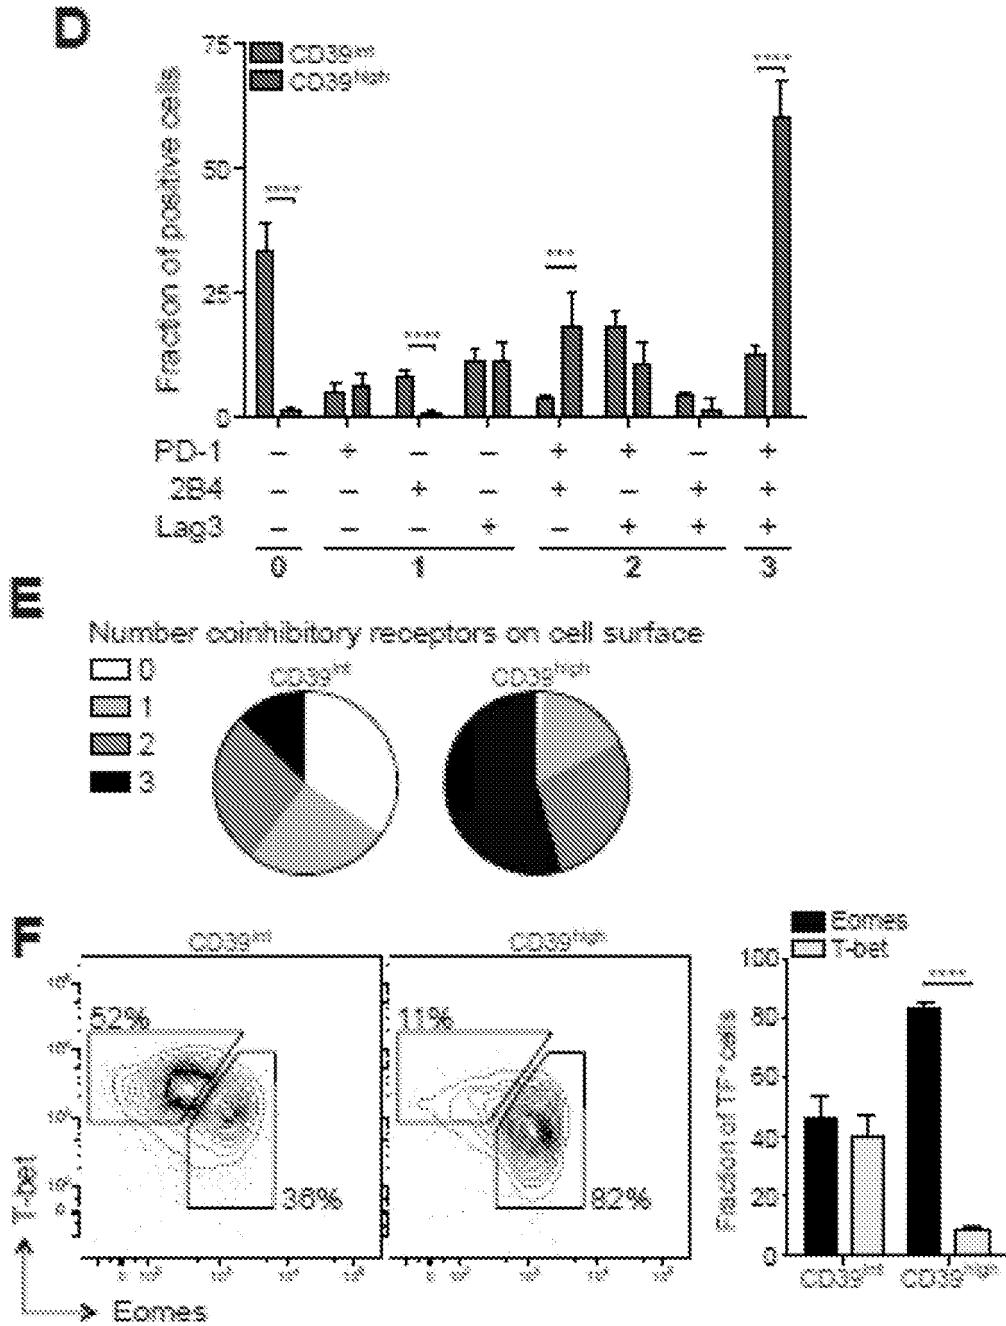 D
75
CD39int
CD39high
****
****
****
***
50
25
0
Fraction of positive cells
PD-1 – + – – + + – +
2B4 – – + – + – + +
Lag3 – – – + – + + +
0 1 2 3
E
Number coinhibitory receptors on cell surface
0
1
2
3
CD39int
CD39high
F
CD39int
CD39high
52%
36%
11%
82%
T-bet
Eomes
Eomes
T-bet
****
100
80
60
40
20
0
Fraction of TF+ cells
CD39int
CD39high